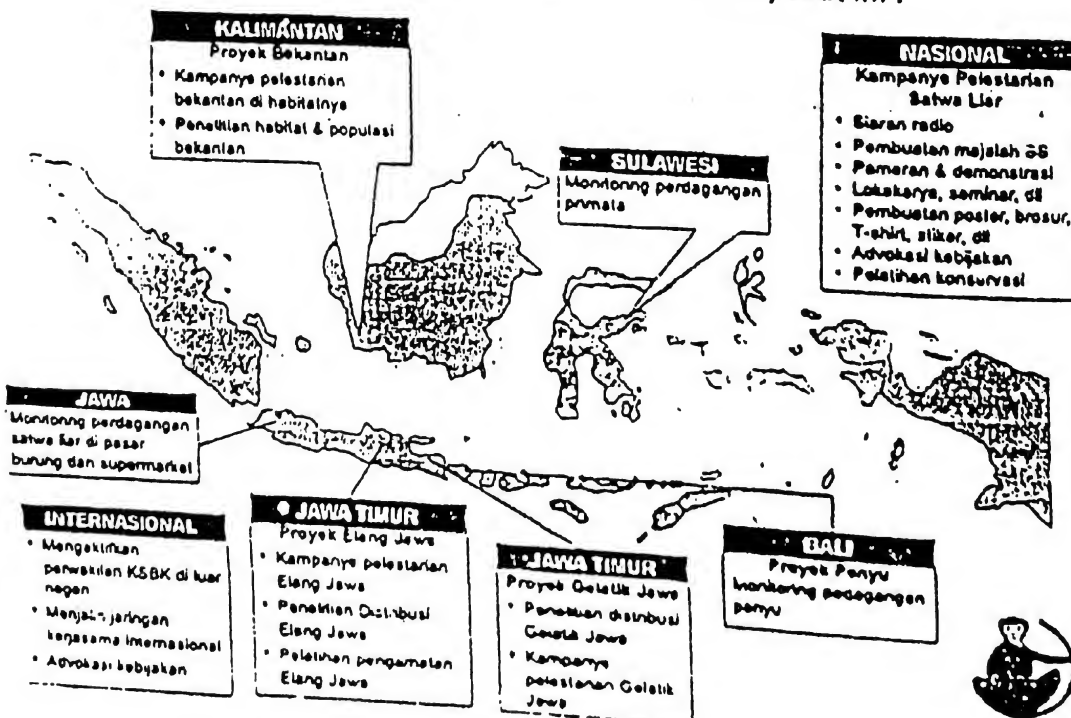 KALIMANTAN
Proyek Bekantan
• Kampanye pelestarian
bekantan di habitatnya
• Penelitian habitat & populasi
bekantan
NASIONAL
Kampanye Pelestarian
Satwa Liar
• Siaran radio
• Pembuatan majalah
• Pameran & demonstrasi
• Lokakarya, seminar, dll
• Pembuatan poster, brosur,
T-shirt, stiker, dll
• Advokasi kebijakan
• Pelatihan konservasi
SULAWESI
Monitoring perdagangan
primata
JAWA
Monitoring perdagangan
satwa liar di pasar
burung dan supermarket
INTERNASIONAL
• Mengaktifkan
perwakilan KSBK di luar
negeri
• Menjalin jaringan
kerjasama Internasional
• Advokasi kebijakan
JAWA TIMUR
Proyek Elang Jawa
• Kampanye pelestarian
Elang Jawa
• Penelitian Distribusi
Elang Jawa
• Pelatihan pengamatan
Elang Jawa
JAWA TIMUR
Proyek Gelatik Jawa
• Penelitian distribusi
Gelatik Jawa
• Kampanye
pelestarian Gelatik
Jawa
BALI
Proyek Penyu
Monitoring pedagangan
penyu